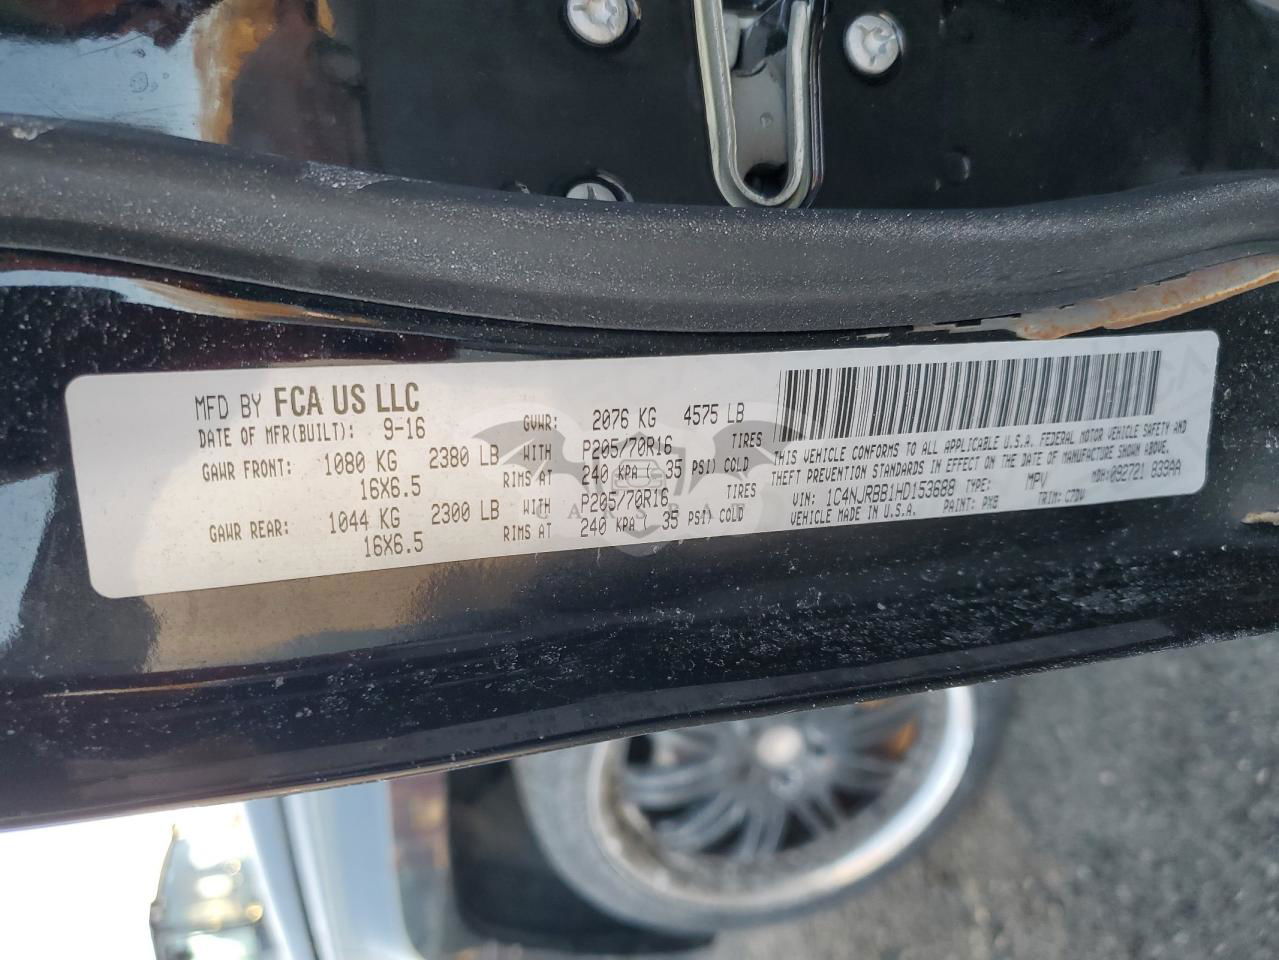 MFD BY FCA US LLC
DATE OF MFR(BUILT): 9-16
GVWR: 2076 KG 4575 LB
GAWR FRONT: 1080 KG 2380 LB WITH P205/70R16 TIRES
16X6.5 RIMS AT 240 KPA ( 35 PSI) COLD
GAWR REAR: 1044 KG 2300 LB WITH P205/70R16 TIRES
16X6.5 RIMS AT 240 KPA ( 35 PSI) COLD
THIS VEHICLE CONFORMS TO ALL APPLICABLE U.S.A. FEDERAL MOTOR VEHICLE SAFETY AND
THEFT PREVENTION STANDARDS IN EFFECT ON THE DATE OF MANUFACTURE SHOWN ABOVE.
VIN: 1C4NJRBB1HD153688 TYPE: MPV MDH:092721 839AA
VEHICLE MADE IN U.S.A. PAINT: PX8 TRIM: